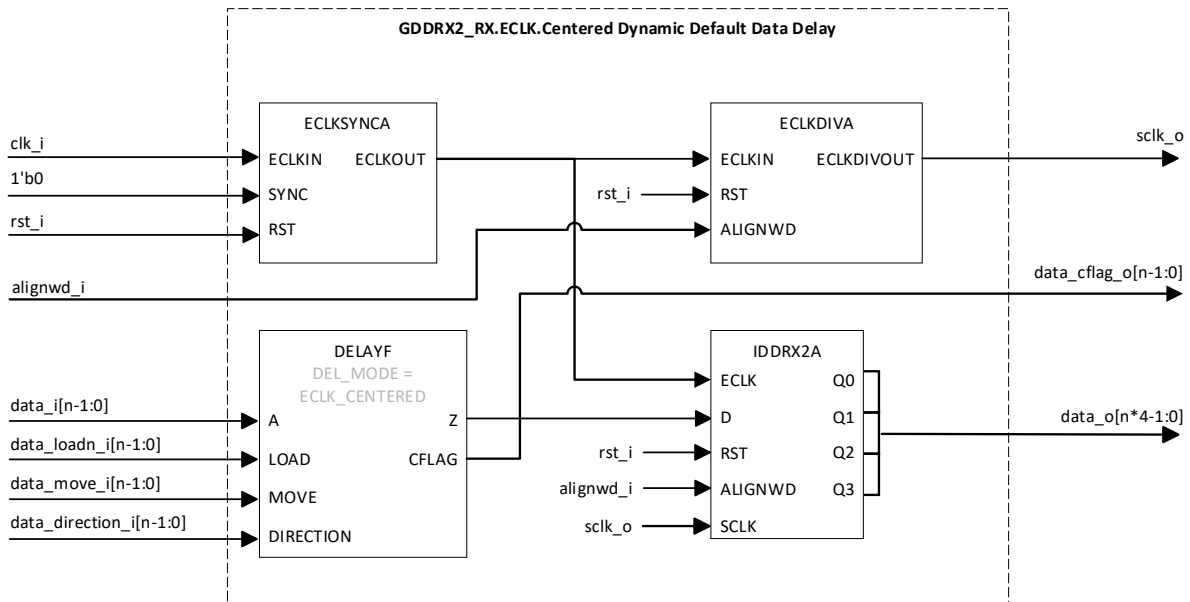 GDDRX2_RX.ECLK.Centered Dynamic Default Data Delay
ECLKSYNCA
ECLKDIVA
clk_i
ECLKIN ECLKOUT
ECLKIN ECLKDIVOUT
sclk_o
1'b0
SYNC
rst_i
RST
rst_i
RST
ALIGNWD
alignwd_i
data_cflag_o[n-1:0]
DELAYF
DEL_MODE =
ECLK_CENTERED
IDDRX2A
ECLK Q0
data_i[n-1:0]
A Z
D Q1
data_o[n*4-1:0]
data_loadn_i[n-1:0]
LOAD CFLAG
rst_i
RST Q2
data_move_i[n-1:0]
MOVE
alignwd_i
ALIGNWD Q3
data_direction_i[n-1:0]
DIRECTION
sclk_o
SCLK